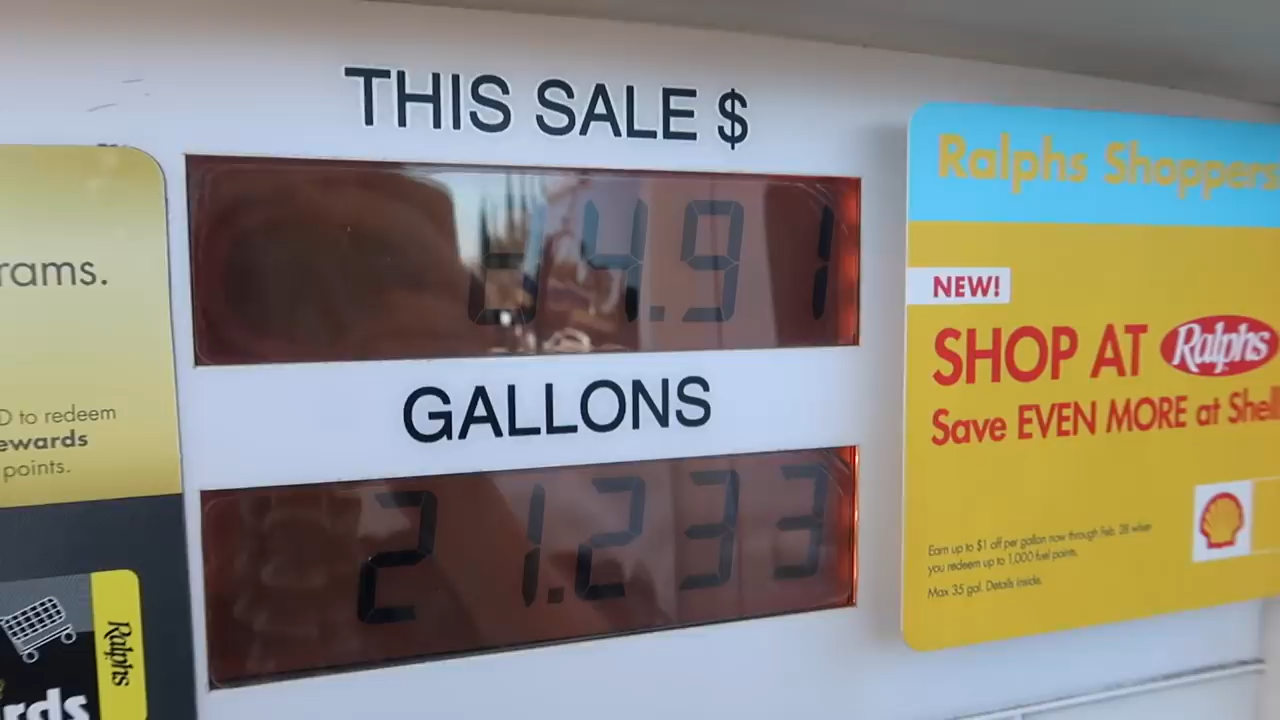 THIS SALE $
4.91
GALLONS
21.233
rams.
D to redeem
ewards
points.
Ralphs
rds
Ralphs Shoppers
NEW!
SHOP AT Ralphs
Save EVEN MORE at Shell
Earn up to $1 off per gallon now through Feb. 28 when
you redeem up to 1,000 fuel points.
Max 35 gal. Details inside.